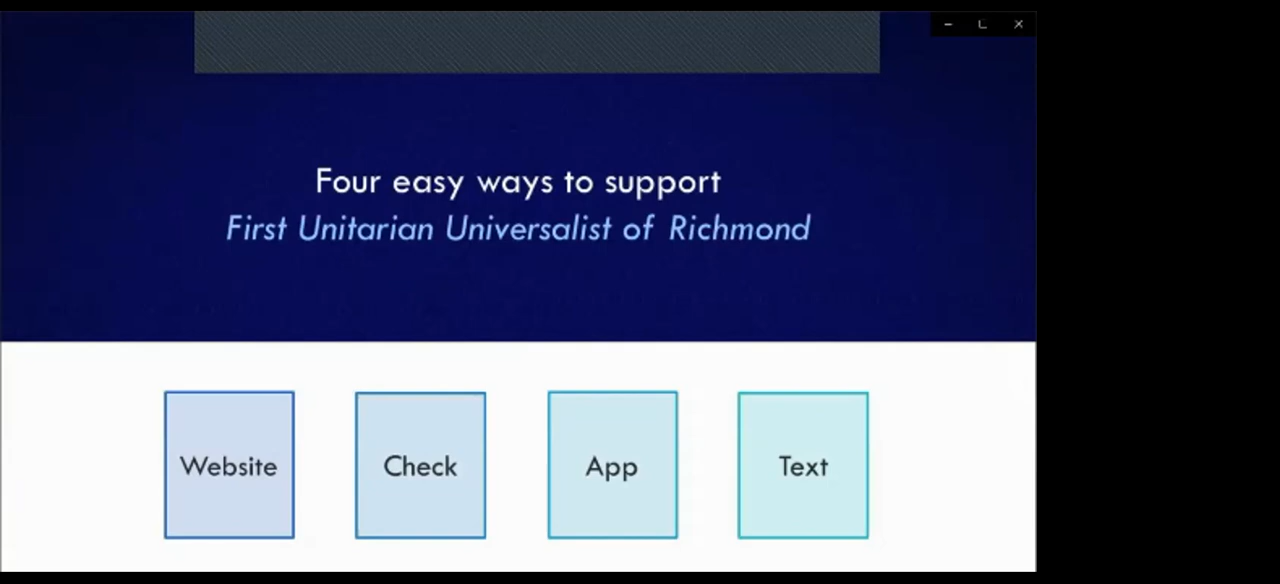 Four easy ways to support
First Unitarian Universalist of Richmond
Website
Check
App
Text